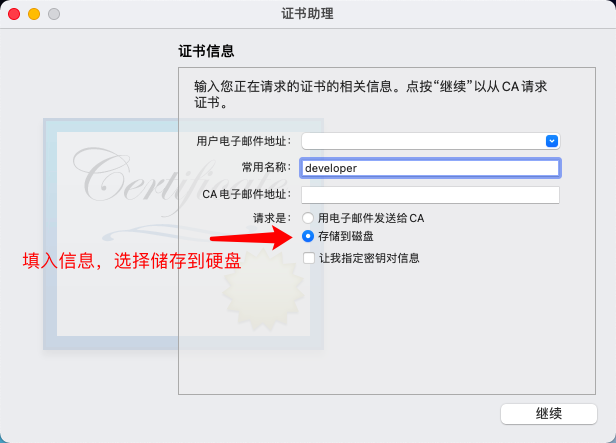 证书助理
证书信息
输入您正在请求的证书的相关信息。点按“继续”以从 CA 请求
证书。
用户电子邮件地址：
常用名称： developer
CA 电子邮件地址：
请求是： 用电子邮件发送给 CA
存储到磁盘
让我指定密钥对信息
填入信息，选择储存到硬盘
Certificate
继续